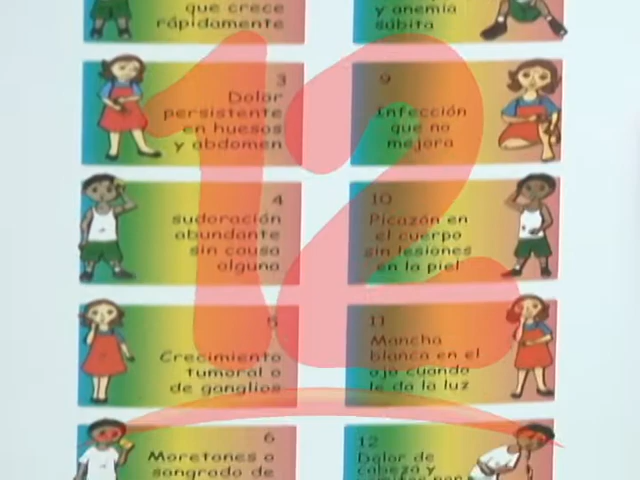 que crece
rápidamente
y anemia
súbita
3
Dolor
persistente
en huesos
y abdomen
9
Infección
que no
mejora
4
sudoración
abundante
sin causa
alguna
10
Picazón en
el cuerpo
sin lesiones
en la piel
5
Crecimiento
tumoral o
de ganglios
11
Mancha
blanca en el
ojo cuando
le da la luz
6
Moretones o
sangrado de
12
Dolor de
cabeza y
12